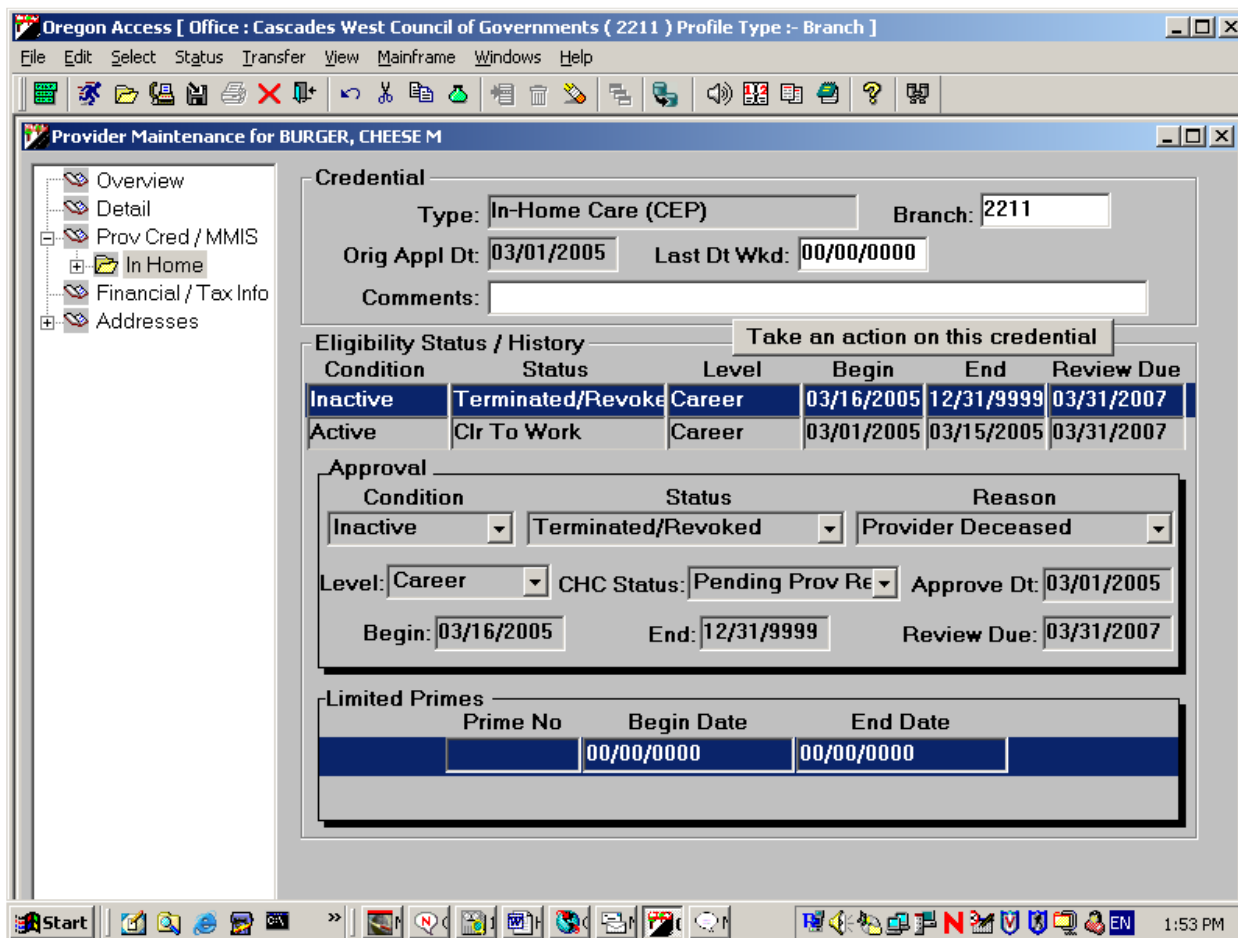 Oregon Access [ Office : Cascades West Council of Governments ( 2211 ) Profile Type :- Branch ]
File Edit Select Status Transfer View Mainframe Windows Help
Provider Maintenance for BURGER, CHEESE M
Overview
Detail
Prov Cred / MMIS
In Home
Financial / Tax Info
Addresses
Credential
Type: In-Home Care (CEP) Branch: 2211
Orig Appl Dt: 03/01/2005 Last Dt Wkd: 00/00/0000
Comments:
Take an action on this credential
Eligibility Status / History
Condition Status Level Begin End Review Due
Inactive Terminated/Revoke Career 03/16/2005 12/31/9999 03/31/2007
Active Clr To Work Career 03/01/2005 03/15/2005 03/31/2007
Approval
Condition Status Reason
Inactive Terminated/Revoked Provider Deceased
Level: Career CHC Status: Pending Prov Re Approve Dt: 03/01/2005
Begin: 03/16/2005 End: 12/31/9999 Review Due: 03/31/2007
Limited Primes
Prime No Begin Date End Date
00/00/0000 00/00/0000
Start » EN 1:53 PM